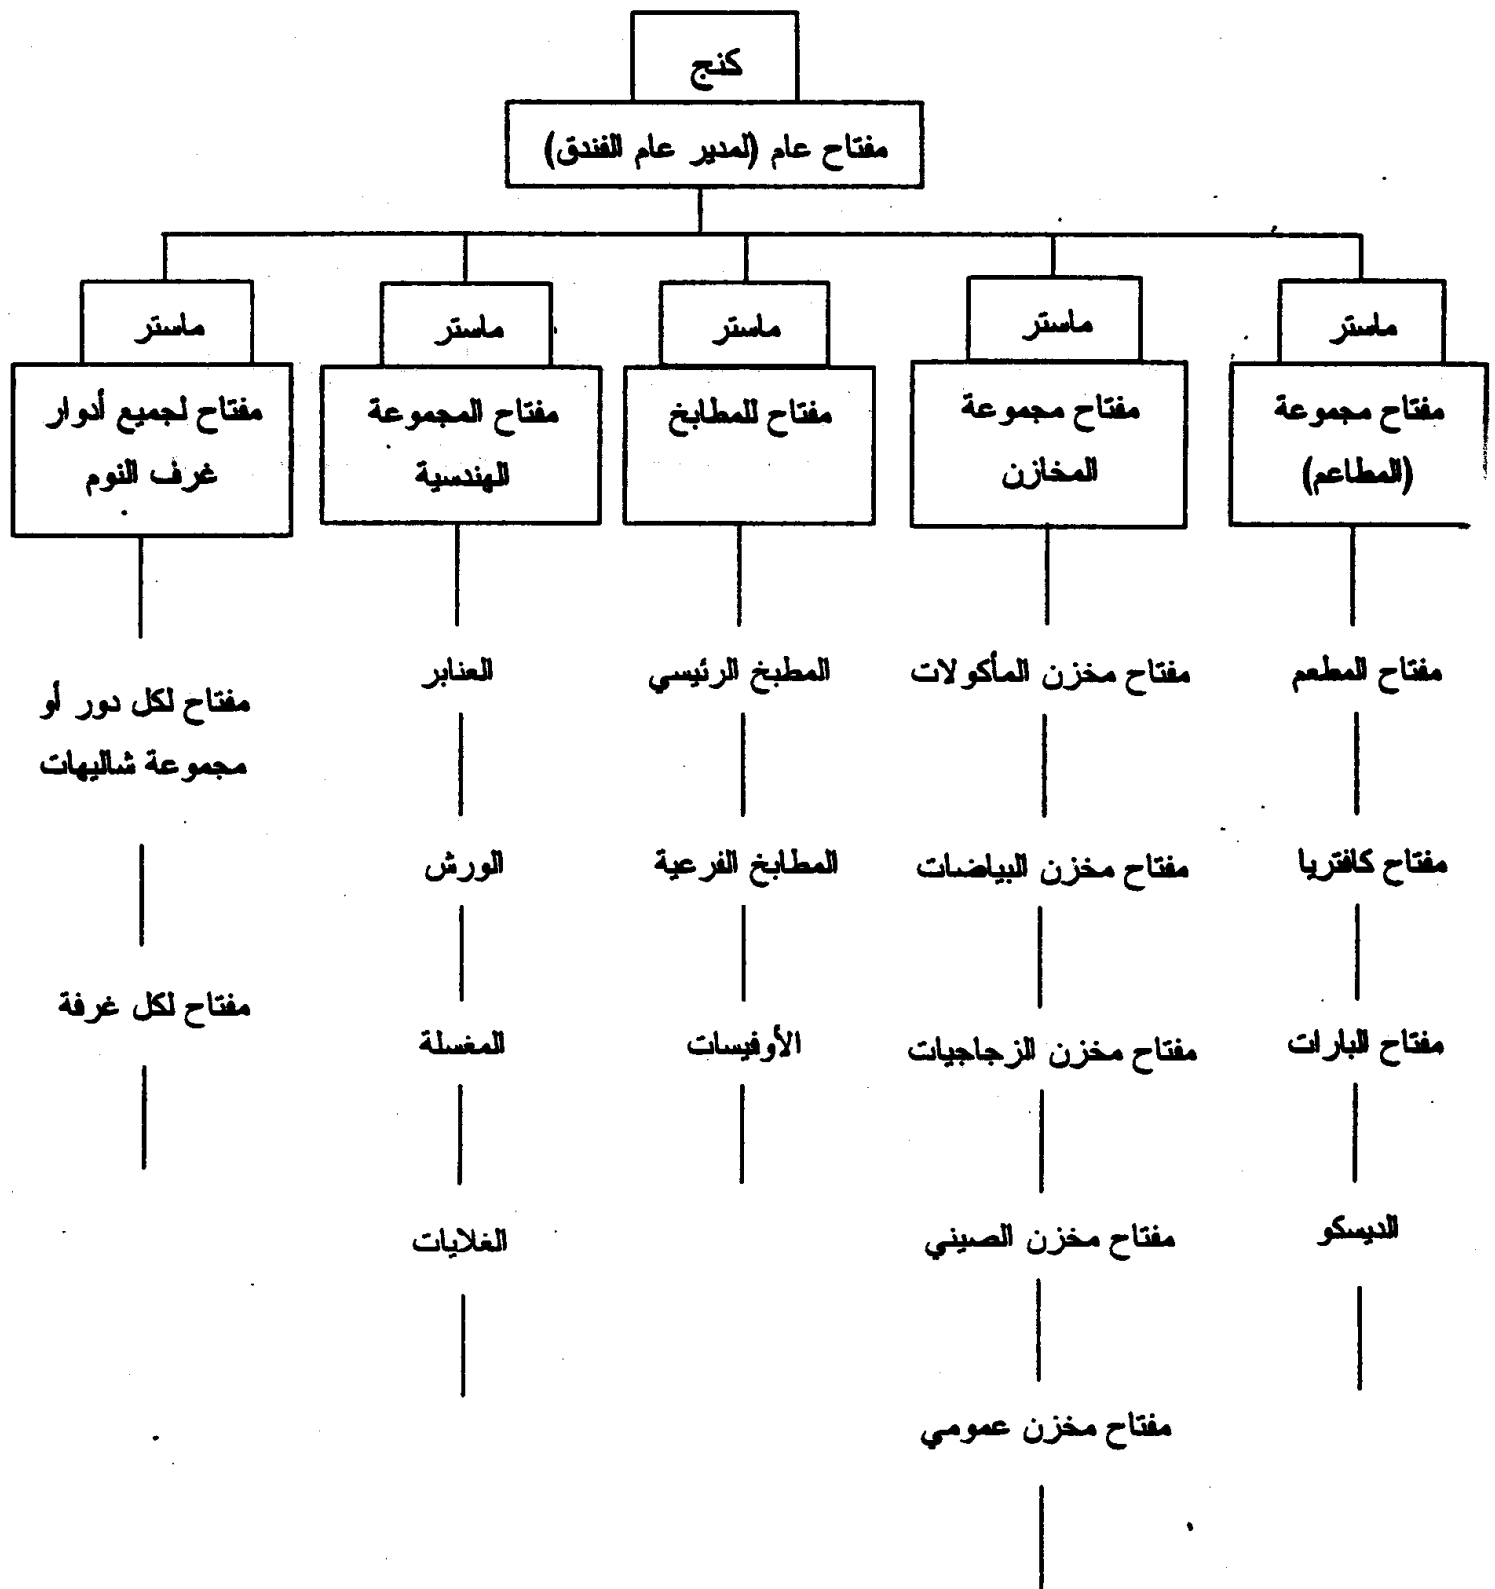 كنج
مفتاح عام (لمدير عام الفندق)
ماستر
مفتاح مجموعة
(المطاعم)
مفتاح المطعم
مفتاح كافتريا
مفتاح البارات
الديسكو
ماستر
مفتاح مجموعة
المخازن
مفتاح مخزن المأكولات
مفتاح مخزن البياضات
مفتاح مخزن الزجاجيات
مفتاح مخزن الصيني
مفتاح مخزن عمومي
ماستر
مفتاح للمطابخ
المطبخ الرئيسي
المطابخ الفرعية
الأوفيسات
ماستر
مفتاح المجموعة
الهندسية
العنابر
الورش
المغسلة
الغلايات
ماستر
مفتاح لجميع أدوار
غرف النوم
مفتاح لكل دور أو
مجموعة شاليهات
مفتاح لكل غرفة